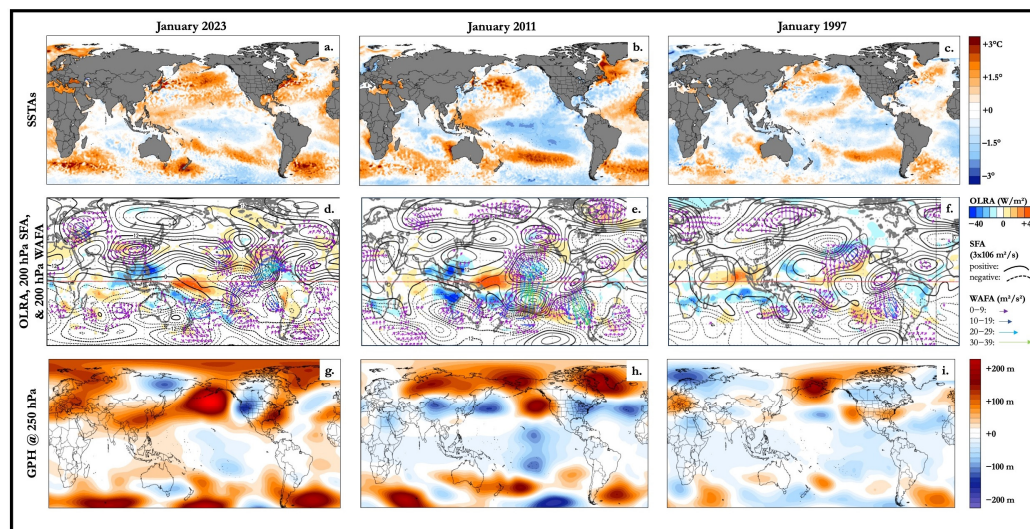 January 2023
January 2011
January 1997
SSTAs
a.
b.
c.
+3°C
+1.5°
+0
−1.5°
−3°
OLRA, 200 hPa SFA,
& 200 hPa WAFA
d.
e.
f.
−12
OLRA (W/m²)
−40
+4
SFA
(3x106 m²/s)
positive:
negative:
WAFA (m²/s²)
0−9:
10−19:
20−29:
30−39:
GPH @ 250 hPa
g.
h.
i.
+200 m
+100 m
+0 m
−100 m
−200 m